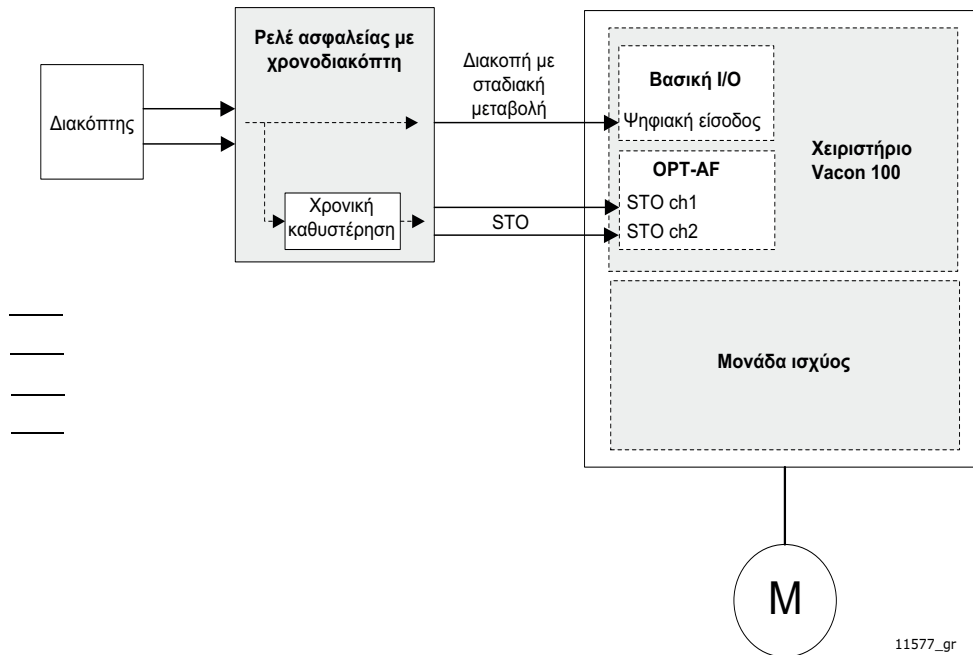 Διακόπτης
Ρελέ ασφαλείας με
χρονοδιακόπτη
Χρονική
καθυστέρηση
Διακοπή με
σταδιακή
μεταβολή
STO
Βασική I/O
Ψηφιακή είσοδος
OPT-AF
STO ch1
STO ch2
Χειριστήριο
Vacon 100
Μονάδα ισχύος
M
11577_gr